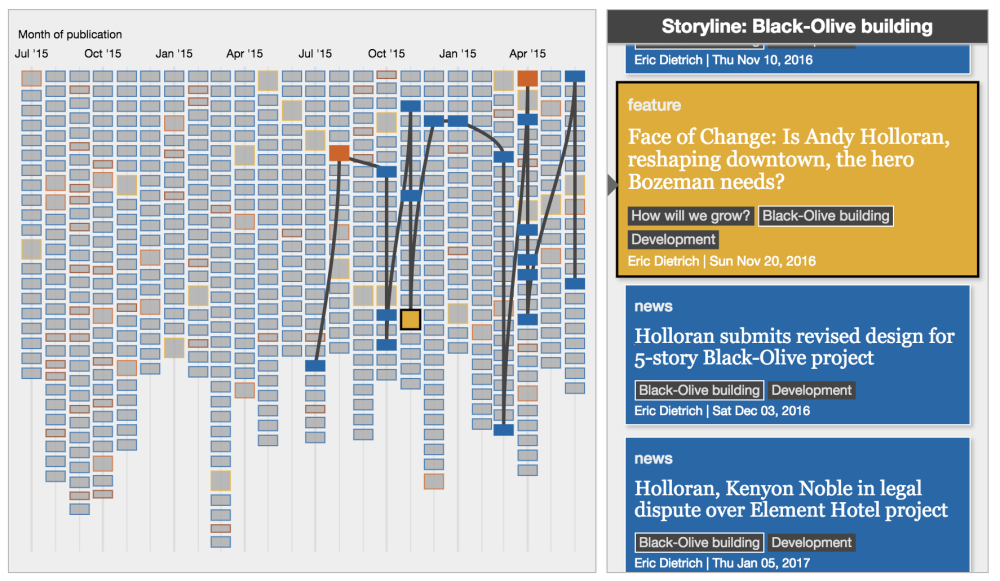 Month of publication
Jul '15 Oct '15 Jan '15 Apr '15 Jul '15 Oct '15 Jan '15 Apr '15
Storyline: Black-Olive building
Eric Dietrich | Thu Nov 10, 2016
feature
Face of Change: Is Andy Holloran,
reshaping downtown, the hero
Bozeman needs?
How will we grow? Black-Olive building
Development
Eric Dietrich | Sun Nov 20, 2016
news
Holloran submits revised design for
5-story Black-Olive project
Black-Olive building Development
Eric Dietrich | Sat Dec 03, 2016
news
Holloran, Kenyon Noble in legal
dispute over Element Hotel project
Black-Olive building Development
Eric Dietrich | Thu Jan 05, 2017